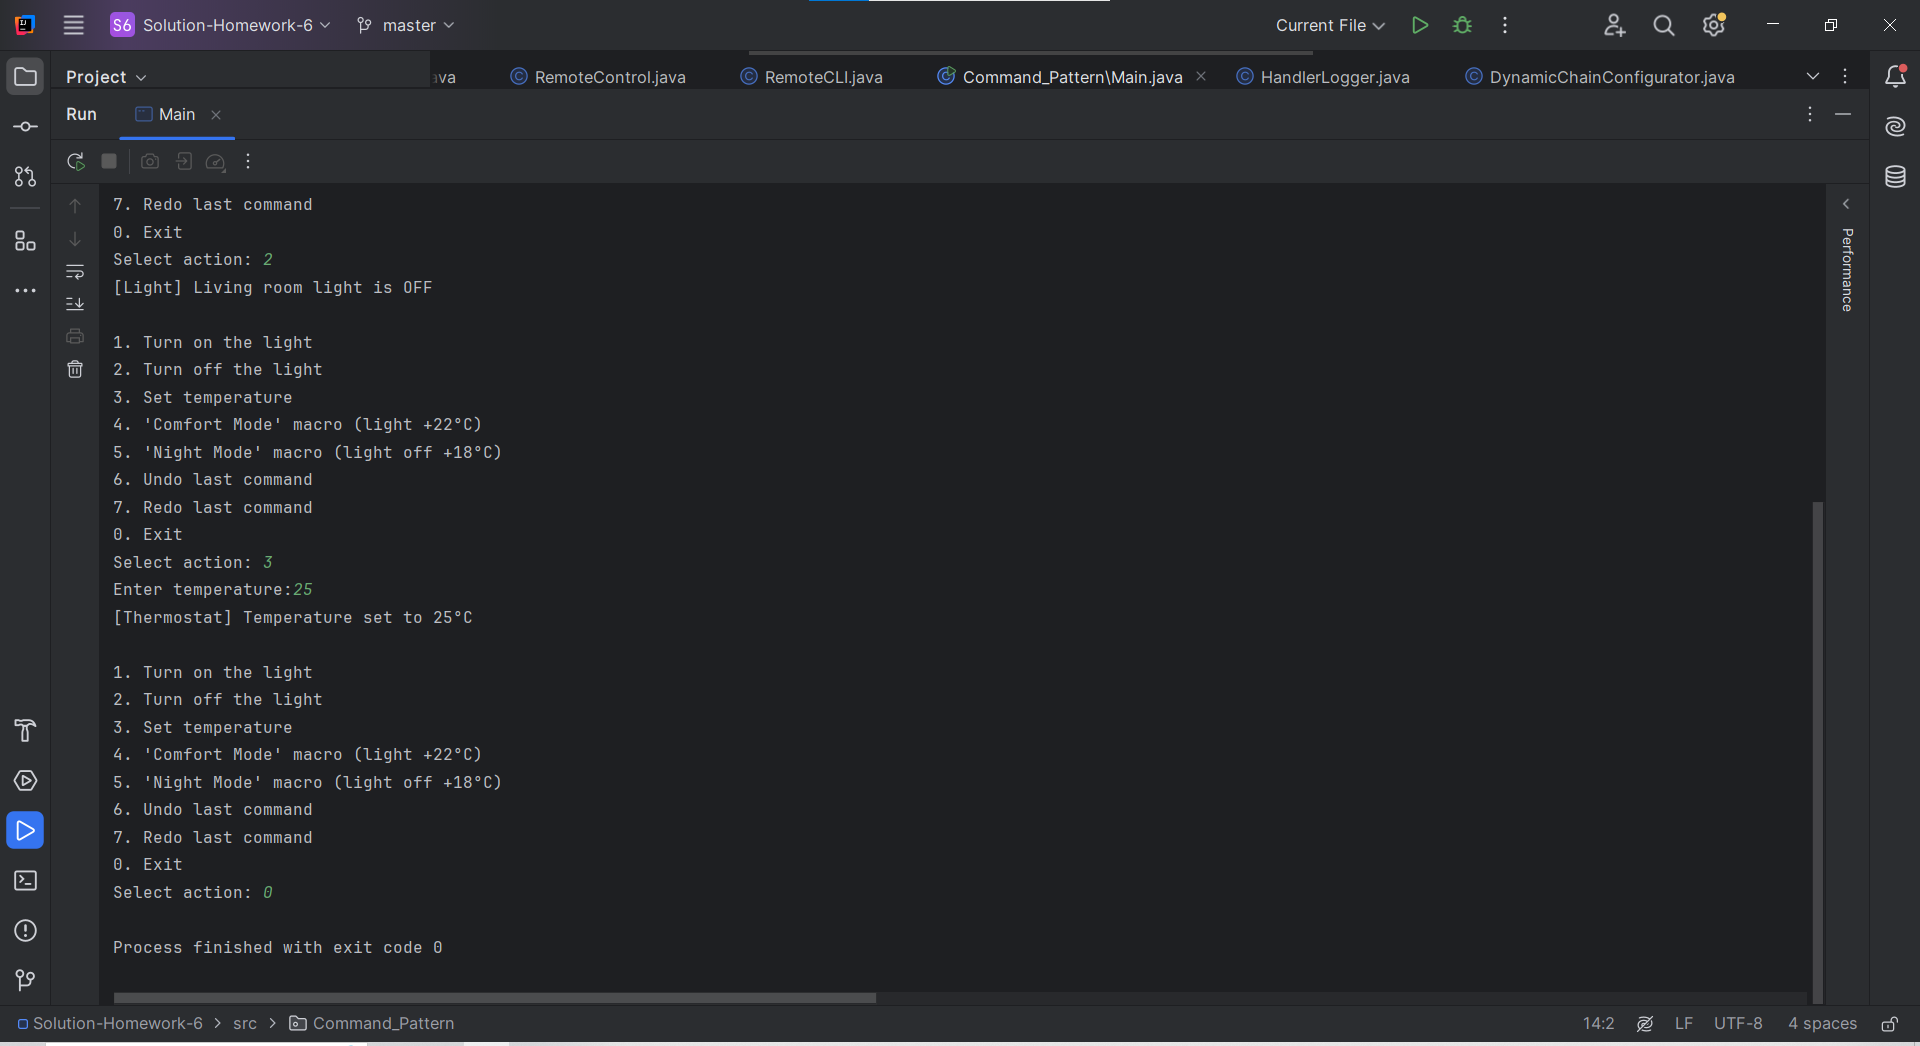 S6 Solution-Homework-6 master Current File
Project ava RemoteControl.java RemoteCLI.java Command_Pattern\Main.java HandlerLogger.java DynamicChainConfigurator.java
Run Main
7. Redo last command
0. Exit
Select action: 2
[Light] Living room light is OFF
1. Turn on the light
2. Turn off the light
3. Set temperature
4. 'Comfort Mode' macro (light +22°C)
5. 'Night Mode' macro (light off +18°C)
6. Undo last command
7. Redo last command
0. Exit
Select action: 3
Enter temperature:25
[Thermostat] Temperature set to 25°C
1. Turn on the light
2. Turn off the light
3. Set temperature
4. 'Comfort Mode' macro (light +22°C)
5. 'Night Mode' macro (light off +18°C)
6. Undo last command
7. Redo last command
0. Exit
Select action: 0
Process finished with exit code 0
Performance
Solution-Homework-6 > src > Command_Pattern 14:2 LF UTF-8 4 spaces